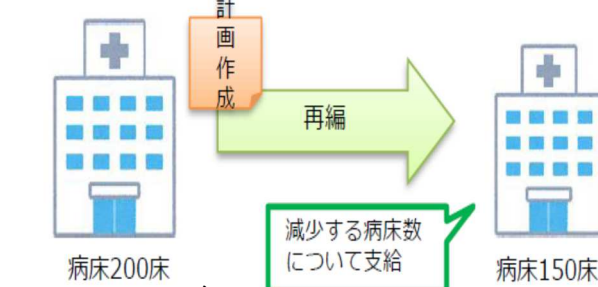 計
画
作
成
再編
減少する病床数
について支給
病床200床
病床150床